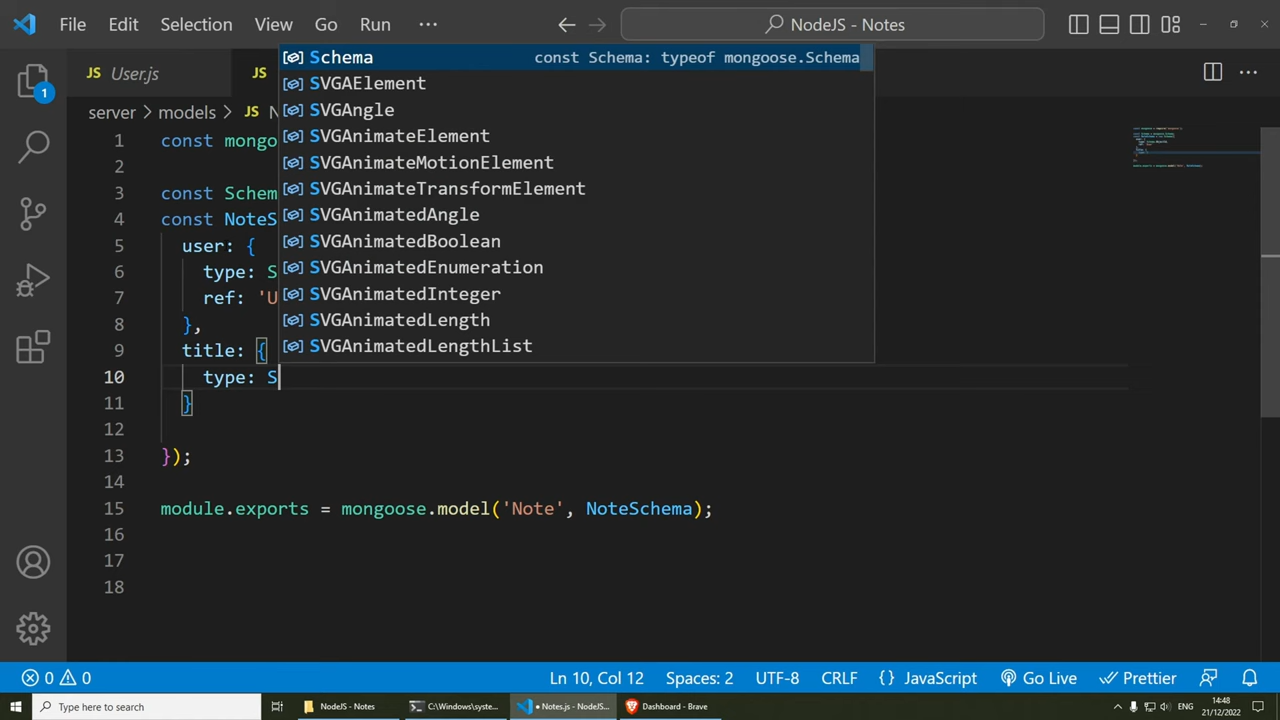 File Edit Selection View Go Run ··· NodeJS - Notes
JS User.js JS
server > models > JS N
1 const mongo
2
3 const Schem
4 const NoteS
5 user: {
6 type: S
7 ref: 'U
8 },
9 title: {
10 type: S
11 }
12
13 });
14
15 module.exports = mongoose.model('Note', NoteSchema);
16
17
18
Schema const Schema: typeof mongoose.Schema
SVGAElement
SVGAngle
SVGAnimateElement
SVGAnimateMotionElement
SVGAnimateTransformElement
SVGAnimatedAngle
SVGAnimatedBoolean
SVGAnimatedEnumeration
SVGAnimatedInteger
SVGAnimatedLength
SVGAnimatedLengthList
1
0 0 Ln 10, Col 12 Spaces: 2 UTF-8 CRLF {} JavaScript Go Live Prettier
Type here to search NodeJS - Notes C:\Windows\syste... • Notes.js - NodeJS... Dashboard - Brave ENG 14:48
21/12/2022